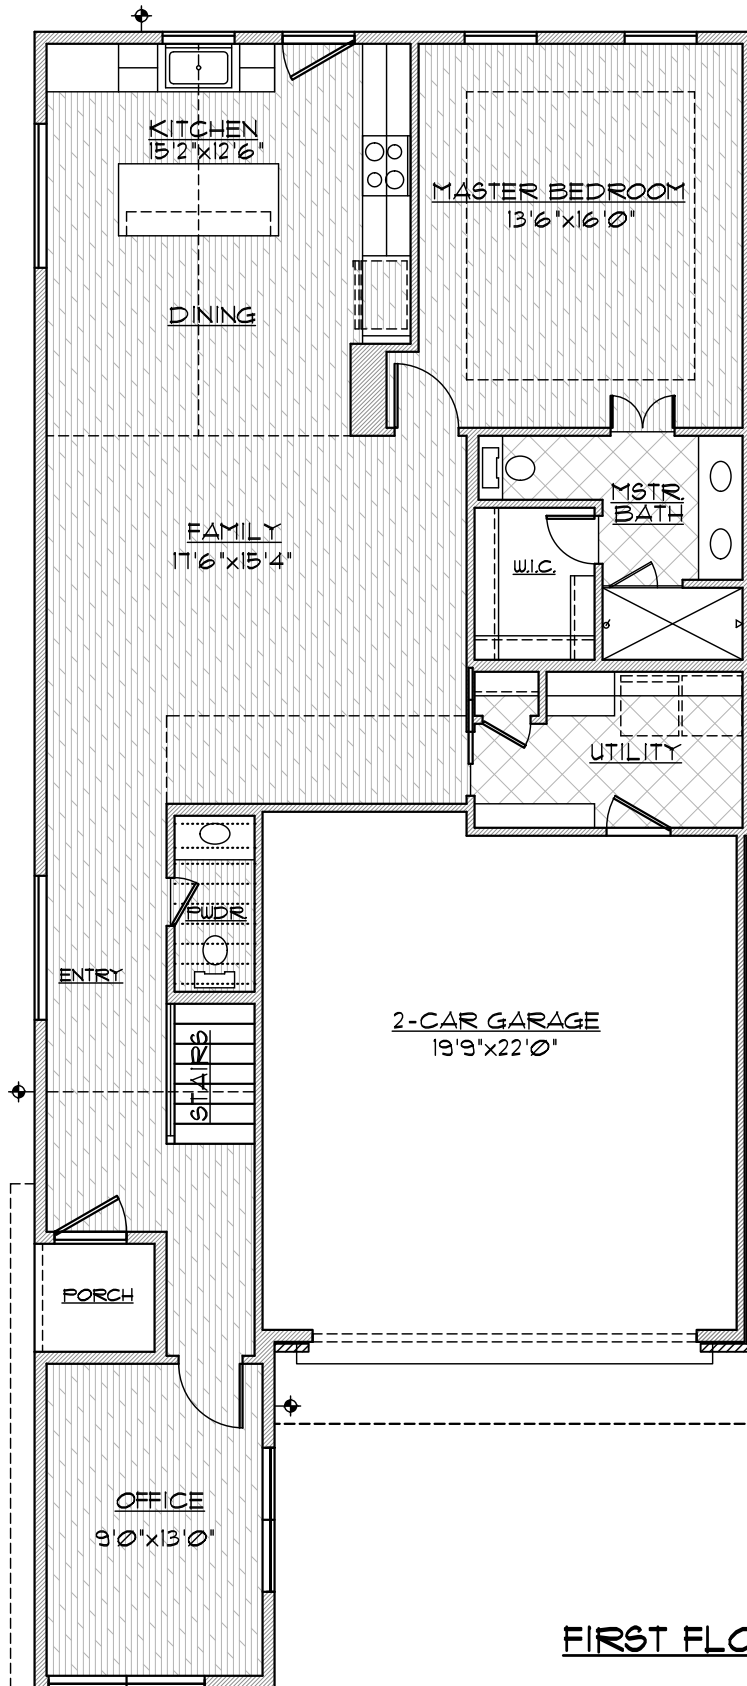 KITCHEN
15'2"x12'6"
MASTER BEDROOM
13'6"x16'0"
DINING
FAMILY
17'6"x15'4"
MSTR.
BATH
W.I.C.
UTILITY
PWDR.
ENTRY
2-CAR GARAGE
19'9"x22'0"
STAIRS
PORCH
OFFICE
9'0"x13'0"
FIRST FLO